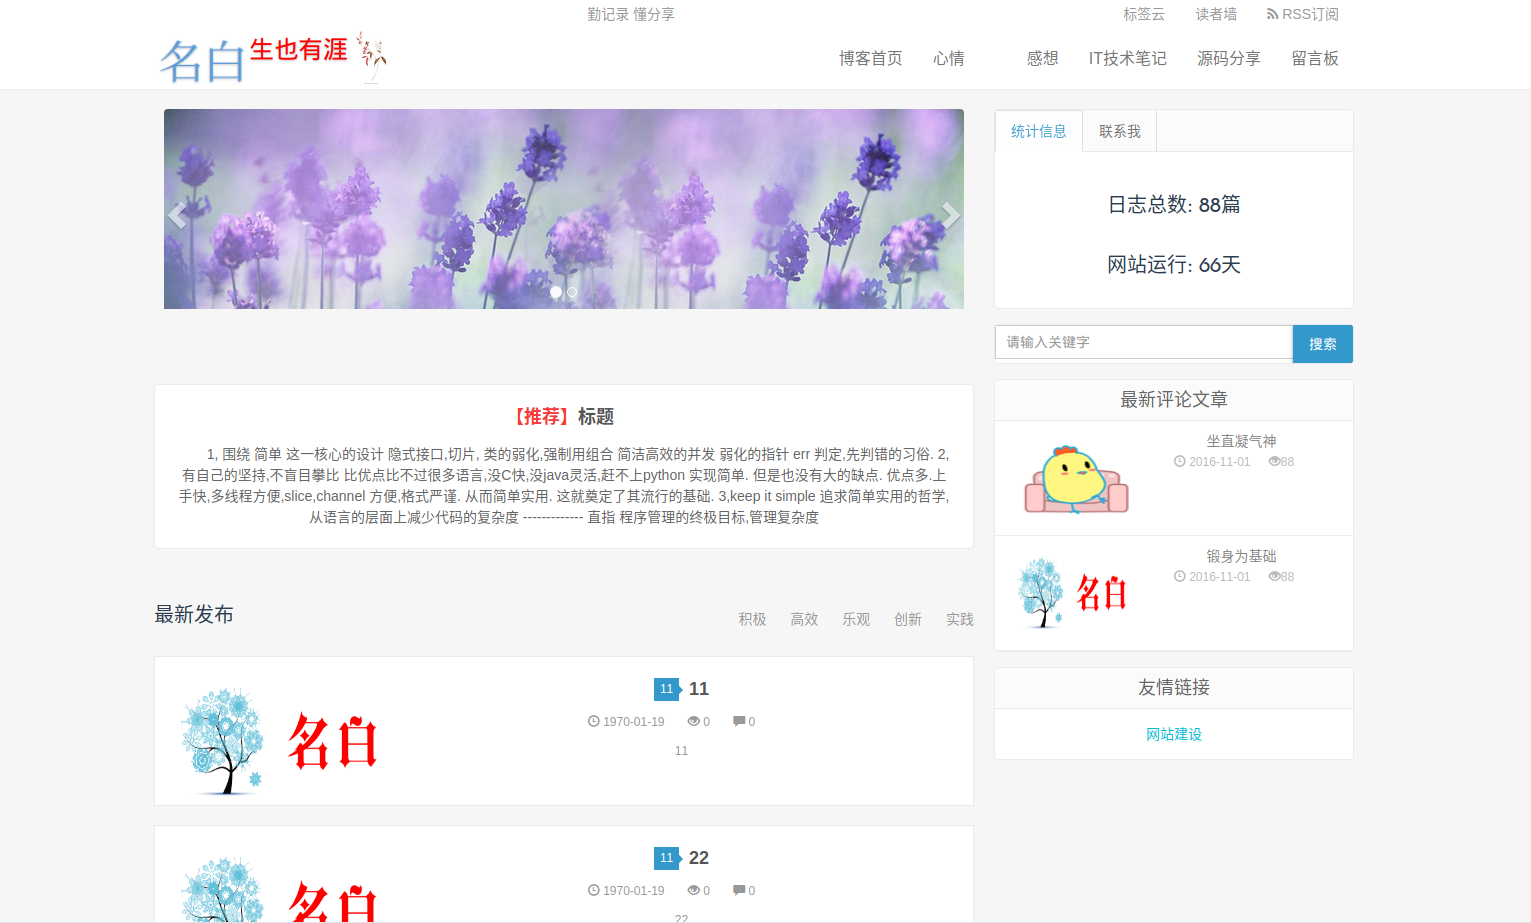 勤记录 懂分享
标签云 读者墙 RSS订阅
名白 生也有涯
博客首页 心情 感想 IT技术笔记 源码分享 留言板
统计信息 联系我
日志总数: 88篇
网站运行: 66天
请输入关键字 搜索
【推荐】标题
1, 围绕 简单 这一核心的设计 隐式接口,切片, 类的弱化,强制用组合 简洁高效的并发 弱化的指针 err 判定,先判错的习俗. 2,
有自己的坚持,不盲目攀比 比优点比不过很多语言,没C快,没java灵活,赶不上python 实现简单. 但是也没有大的缺点. 优点多.上
手快,多线程方便,slice,channel 方便,格式严谨. 从而简单实用. 这就奠定了其流行的基础. 3,keep it simple 追求简单实用的哲学,
从语言的层面上减少代码的复杂度 ------------- 直指 程序管理的终极目标,管理复杂度
最新评论文章
坐直凝气神
2016-11-01 88
锻身为基础
2016-11-01 88
名白
最新发布
积极 高效 乐观 创新 实践
友情链接
网站建设
名白
11 11
1970-01-19 0 0
11
名白
11 22
1970-01-19 0 0
22